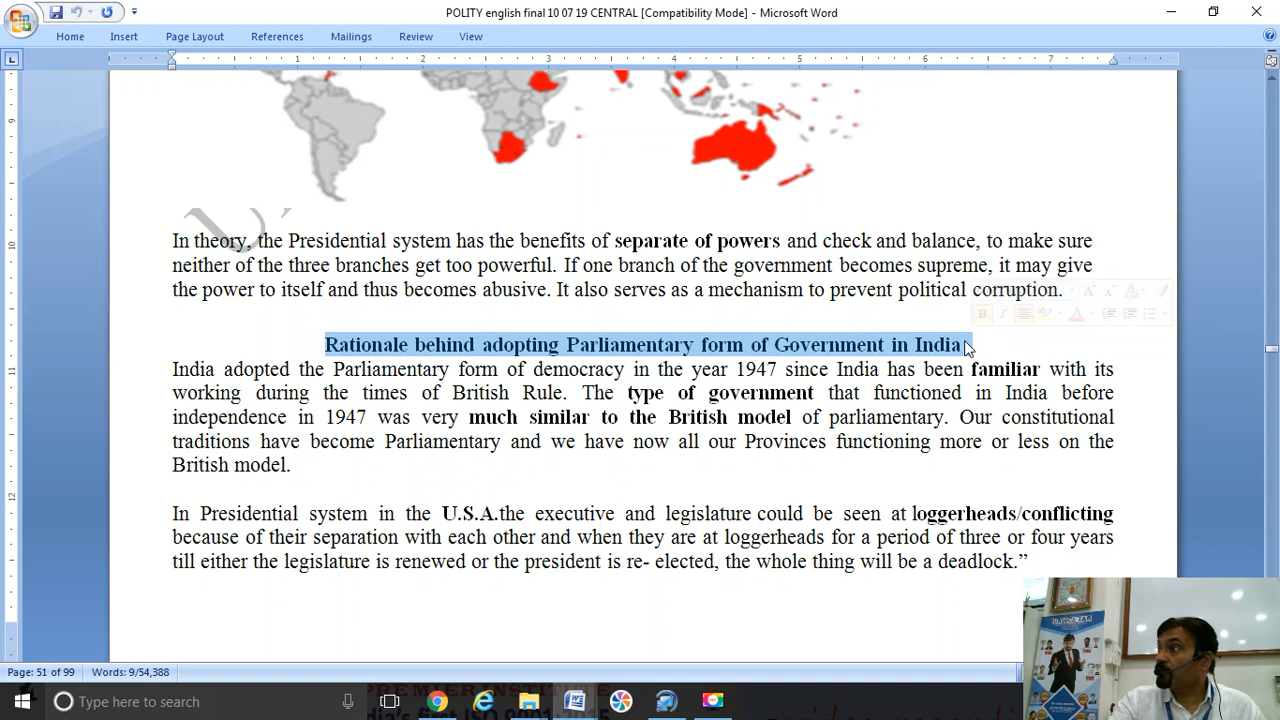 POLITY english final 10 07 19 CENTRAL [Compatibility Mode] - Microsoft Word
Home Insert Page Layout References Mailings Review View
1 2 3 4 5 6 7
9
10
11
12
In theory, the Presidential system has the benefits of separate of powers and check and balance, to make sure
neither of the three branches get too powerful. If one branch of the government becomes supreme, it may give
the power to itself and thus becomes abusive. It also serves as a mechanism to prevent political corruption.
Rationale behind adopting Parliamentary form of Government in India
India adopted the Parliamentary form of democracy in the year 1947 since India has been familiar with its
working during the times of British Rule. The type of government that functioned in India before
independence in 1947 was very much similar to the British model of parliamentary. Our constitutional
traditions have become Parliamentary and we have now all our Provinces functioning more or less on the
British model.
In Presidential system in the U.S.A.the executive and legislature could be seen at loggerheads/conflicting
because of their separation with each other and when they are at loggerheads for a period of three or four years
till either the legislature is renewed or the president is re- elected, the whole thing will be a deadlock.”
Page: 51 of 99 Words: 9/54,388
Type here to search